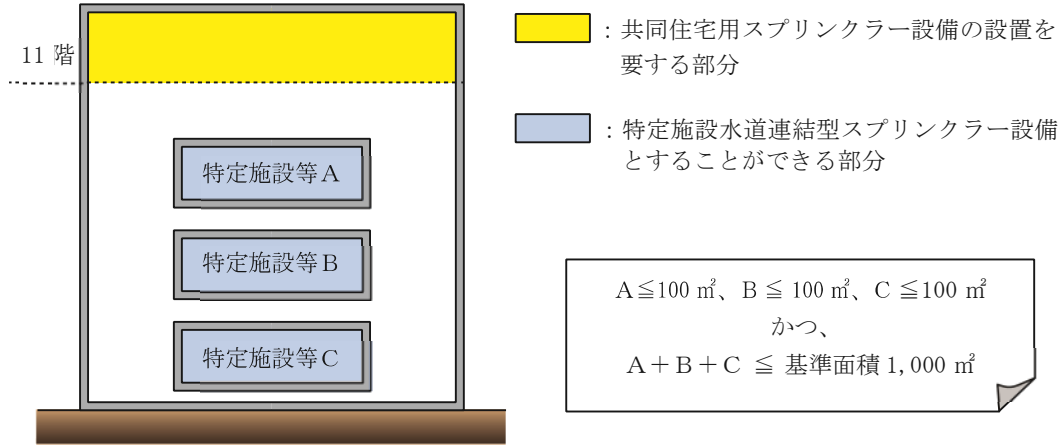 11 階
特定施設等A
特定施設等B
特定施設等C
：共同住宅用スプリンクラー設備の設置を
要する部分
：特定施設水道連結型スプリンクラー設備
とすることができる部分
A≦100 ㎡、B ≦ 100 ㎡、C ≦100 ㎡
かつ、
A＋B＋C ≦ 基準面積 1,000 ㎡